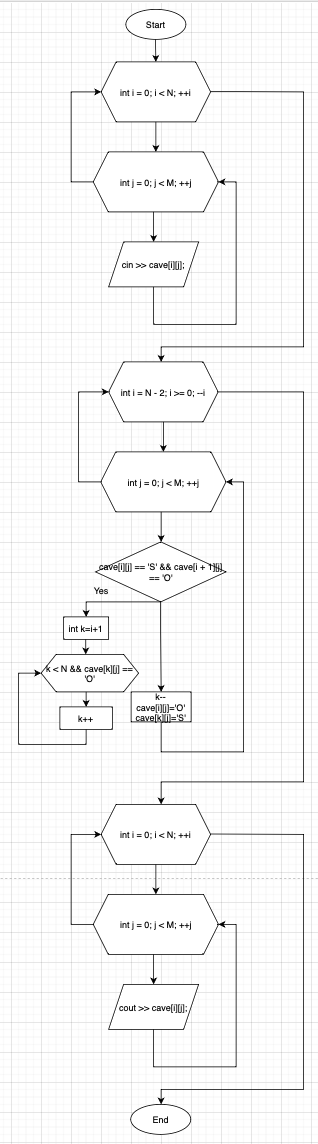 Start
int i = 0; i < N; ++i
int j = 0; j < M; ++j
cin >> cave[i][j];
int i = N - 2; i >= 0; --i
int j = 0; j < M; ++j
cave[i][j] == 'S' && cave[i + 1][j]
== 'O'
Yes
int k=i+1
k < N && cave[k][j] ==
'O'
k++
k--
cave[i][j]='O'
cave[k][j]='S'
int i = 0; i < N; ++i
int j = 0; j < M; ++j
cout >> cave[i][j];
End